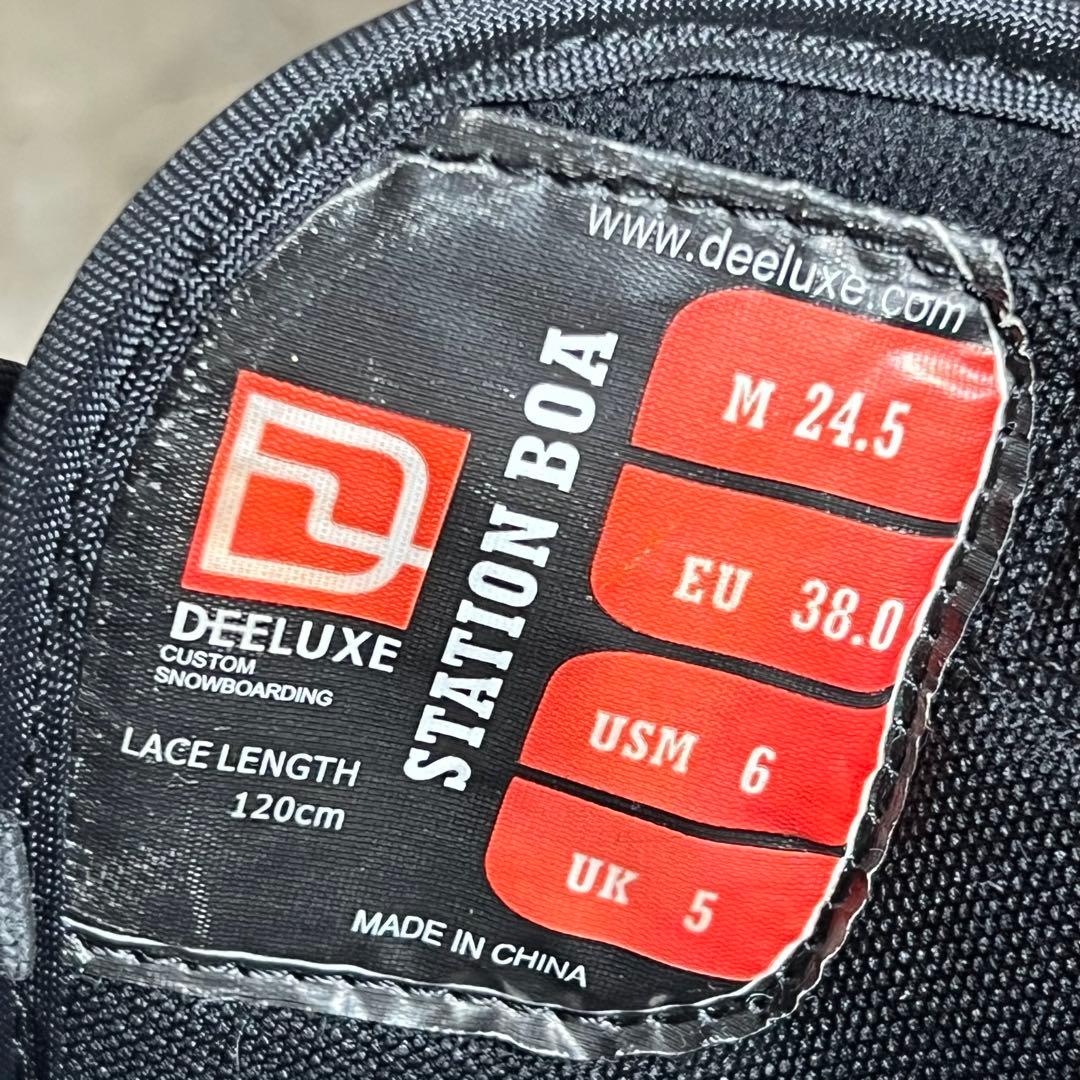 www.deeluxe.com
M 24.5
EU 38.0
USM 6
UK 5
STATION BOA
DEELUXE
CUSTOM
SNOWBOARDING
LACE LENGTH
120cm
MADE IN CHINA